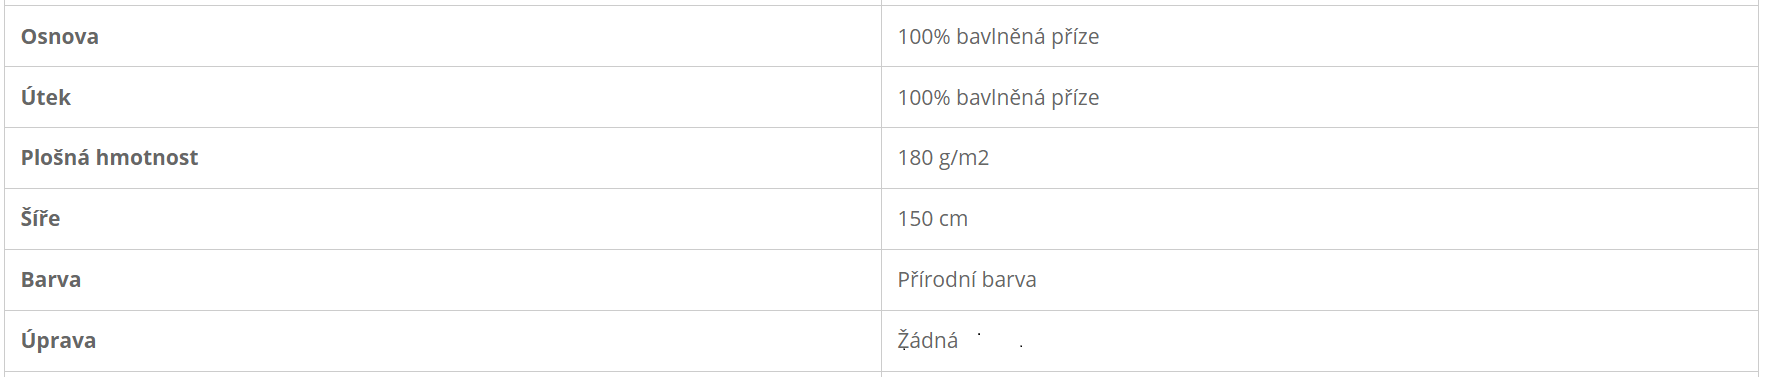 Osnova 100% bavlněná příze
Útek 100% bavlněná příze
Plošná hmotnost 180 g/m2
Šíře 150 cm
Barva Přírodní barva
Úprava Žádná